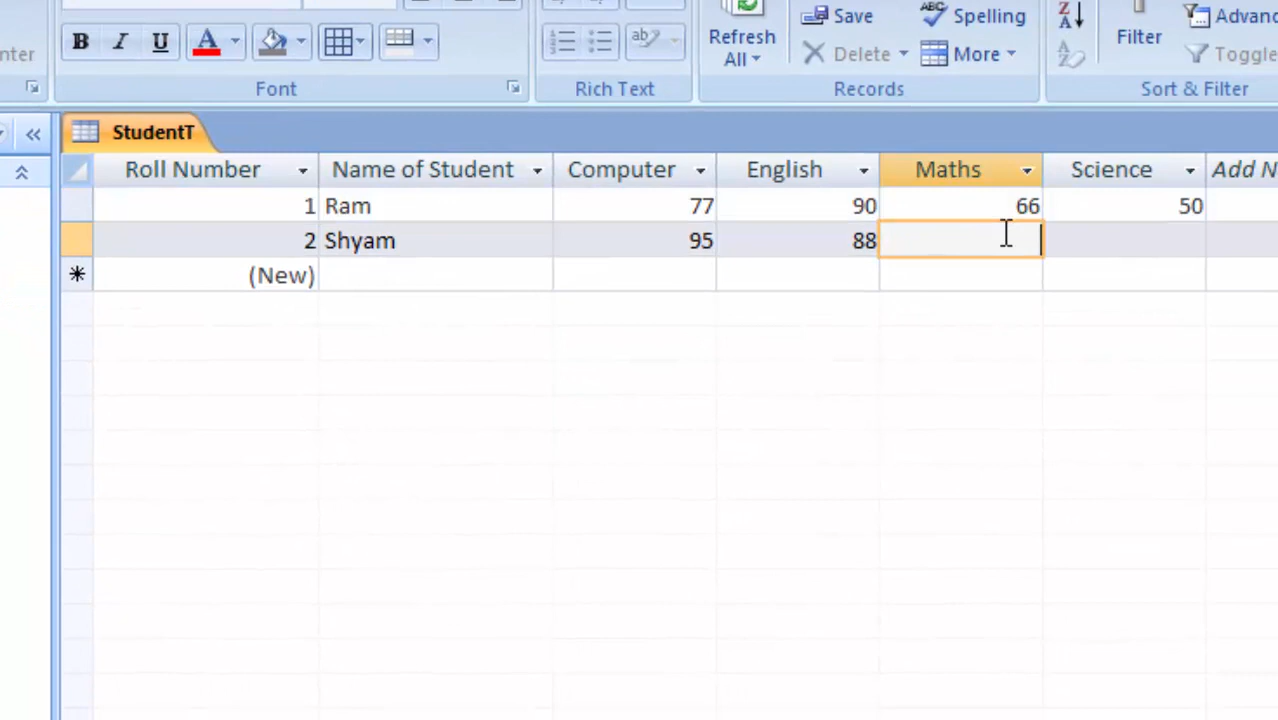 Save
Spelling
Advanc
nter
B I U
A
ab
Refresh
All
Delete
More
Filter
Toggle
Font
Rich Text
Records
Sort & Filter
StudentT
Roll Number Name of Student Computer English Maths Science Add N
1 Ram 77 90 66 50
2 Shyam 95 88
(New)